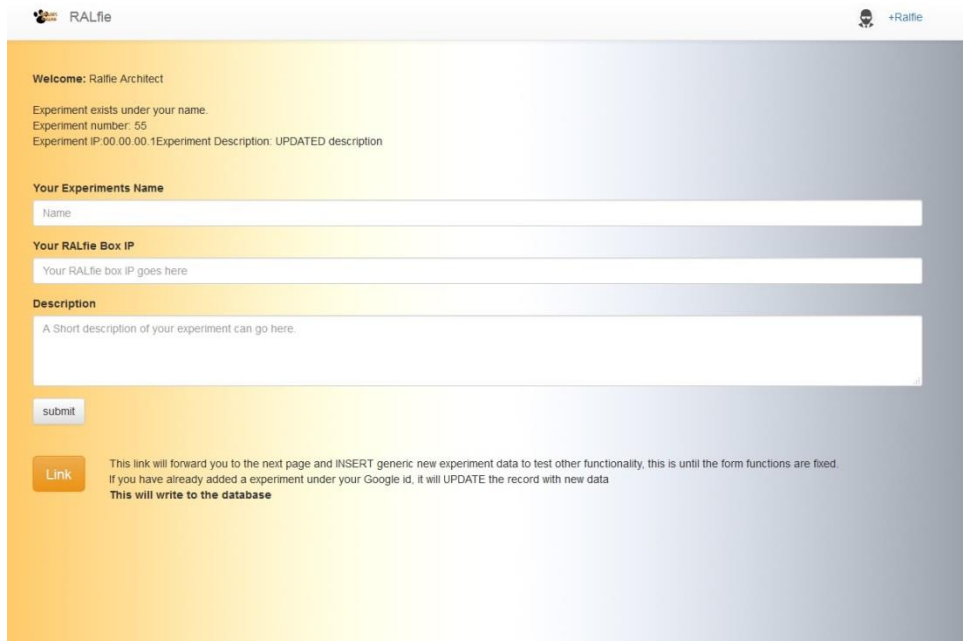 RALfie
+Ralfie
Welcome: Ralfie Architect
Experiment exists under your name.
Experiment number: 55
Experiment IP:00.00.00.1Experiment Description: UPDATED description
Your Experiments Name
Name
Your RALfie Box IP
Your RALfie box IP goes here
Description
A Short description of your experiment can go here.
submit
Link
This link will forward you to the next page and INSERT generic new experiment data to test other functionality, this is until the form functions are fixed.
If you have already added a experiment under your Google id, it will UPDATE the record with new data
This will write to the database